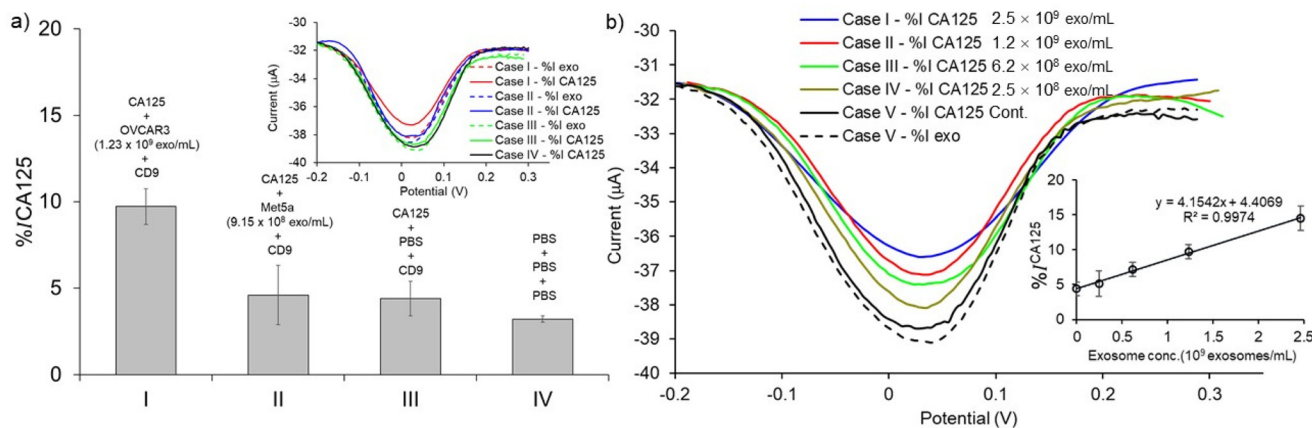 a)
20
15
10
5
0
%ICA125
CA125
+
OVCAR3
(1.23 x 10⁹ exo/mL)
+
CD9
CA125
+
Met5a
(9.15 x 10⁸ exo/mL)
+
CD9
CA125
+
PBS
+
CD9
PBS
+
PBS
+
PBS
I
II
III
IV
-30
-32
-34
-36
-38
-40
Current (μA)
-0.2
-0.1
0
0.1
0.2
0.3
Potential (V)
Case I - %I exo
Case I - %I CA125
Case II - %I exo
Case II - %I CA125
Case III - %I exo
Case III - %I CA125
Case IV - %I CA125
b)
-30
-31
-32
-33
-34
-35
-36
-37
-38
-39
-40
Current (μA)
-0.2
-0.1
0
0.1
0.2
0.3
Potential (V)
Case I - %I CA125 2.5 × 10⁹ exo/mL
Case II - %I CA125 1.2 × 10⁹ exo/mL
Case III - %I CA125 6.2 × 10⁸ exo/mL
Case IV - %I CA125 2.5 × 10⁸ exo/mL
Case V - %I CA125 Cont.
Case V - %I exo
20
15
10
5
0
%I^CA125
y = 4.1542x + 4.4069
R² = 0.9974
0
0.5
1
1.5
2
2.5
Exosome conc.(10⁹ exosomes/mL)